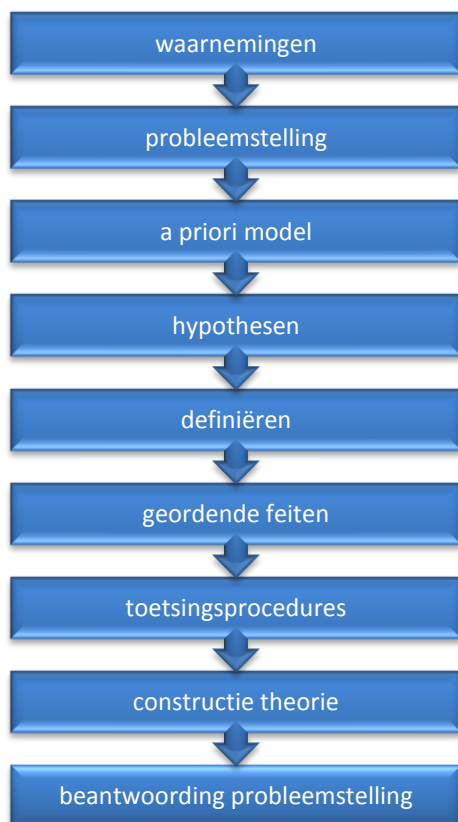 waarnemingen
probleemstelling
a priori model
hypothesen
definiëren
geordende feiten
toetsingsprocedures
constructie theorie
beantwoording probleemstelling